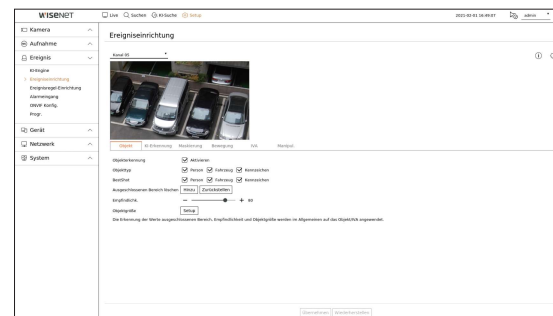 WISENET
Live Suchen KI-Suche Setup 2021-02-01 16:49:07 admin
Kamera
Aufnahme
Ereignis
KI-Engine
Ereigniseinrichtung
Ereignisregel-Einrichtung
Alarmeingang
ONVIF Konfig.
Progr.
Gerät
Netzwerk
System
Ereigniseinrichtung
Kanal 05
Objekt KI-Erkennung Maskierung Bewegung IVA Manipul.
Objekterkennung Aktivieren
Objekttyp Person Fahrzeug Kennzeichen
BestShot Person Fahrzeug Kennzeichen
Ausgeschlossenen Bereich löschen Hinzu Zurückstellen
Empfindlichk. 80
Objektgröße Setup
Die Erkennung der Werte ausgeschlossenen Bereich, Empfindlichkeit und Objektgröße werden im Allgemeinen auf das Objekt/IVA angewendet.
Übernehmen Wiederherstellen